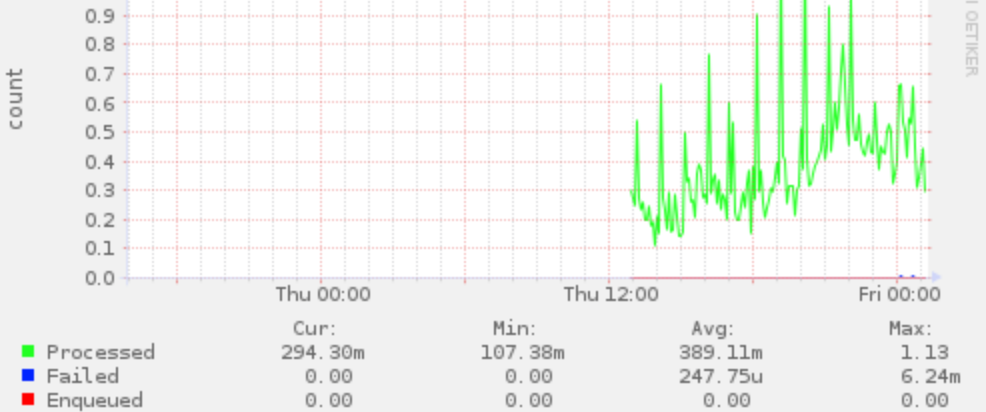 I OETIKER
0.9
0.8
0.7
0.6
0.5
0.4
0.3
0.2
0.1
0.0
count
Thu 00:00 Thu 12:00 Fri 00:00
Cur: Min: Avg: Max:
Processed 294.30m 107.38m 389.11m 1.13
Failed 0.00 0.00 247.75u 6.24m
Enqueued 0.00 0.00 0.00 0.00